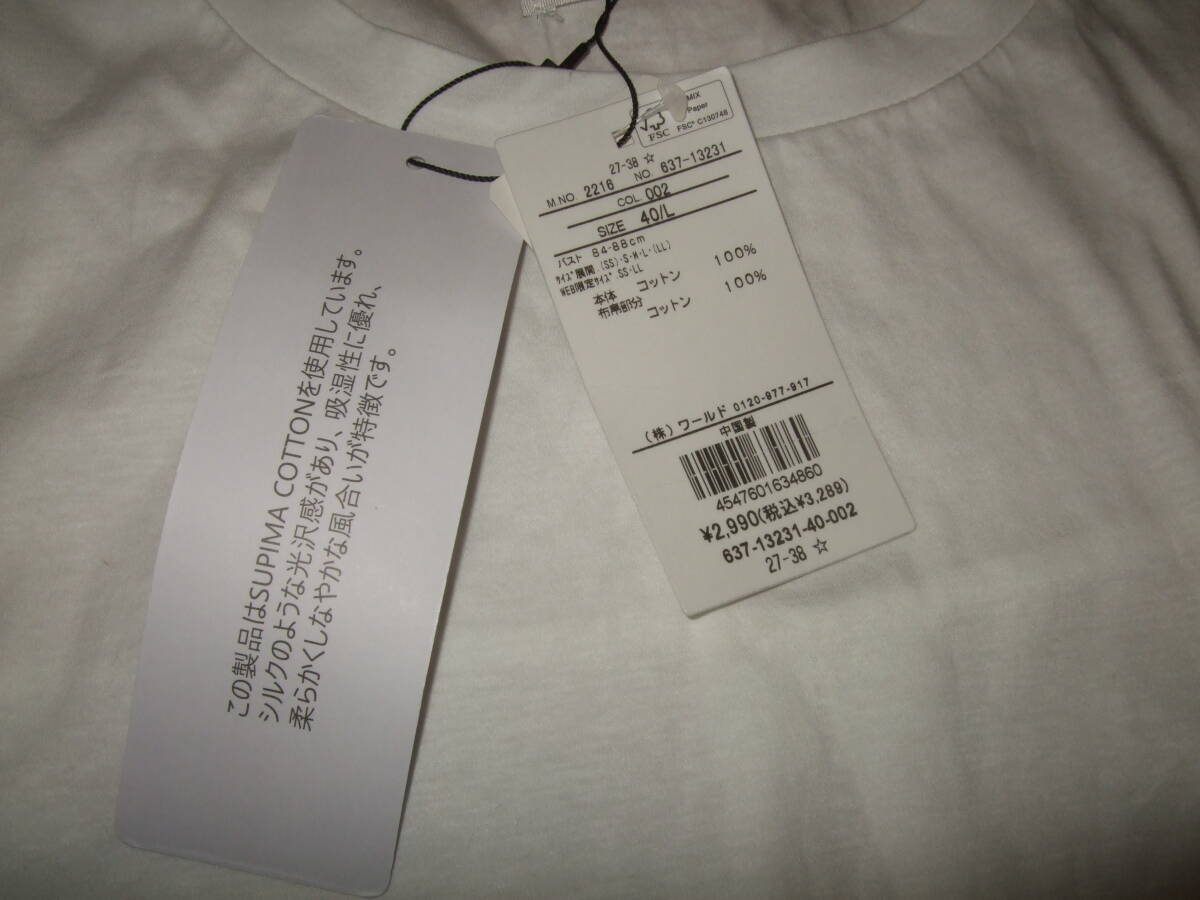 この製品はSUPIMA COTTONを使用しています。
シルクのような光沢感があり、吸湿性に優れ、
柔らかくしなやかな風合いが特徴です。
MIX
Paper
FSC
FSC® C130748
27-38 ☆
M.NO. 2216 NO. 637-13231
COL. 002
SIZE 40/L
バスト 84-88cm
ｻｲｽﾞ展開 (SS)･S･M･L･(LL)
WEB限定ｻｲｽﾞ SS･LL
本体 コットン 100%
布帛部分 コットン 100%
(株)ワールド 0120-977-917
中国製
4547601634860
¥2,990(税込¥3,289)
637-13231-40-002
27-38 ☆